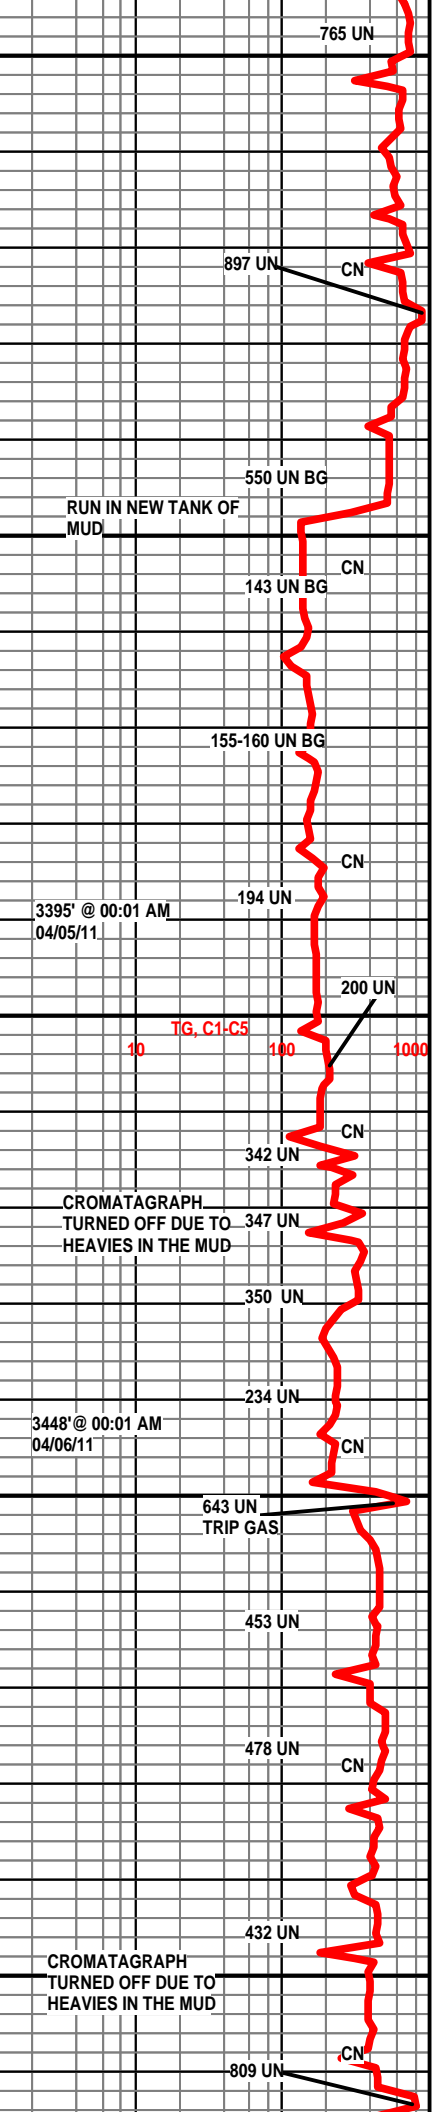 765 UN
897 UN
CN
550 UN BG
RUN IN NEW TANK OF
MUD
CN
143 UN BG
155-160 UN BG
CN
194 UN
3395' @ 00:01 AM
04/05/11
200 UN
TG, C1-C5
10 100 1000
CN
342 UN
CROMATAGRAPH
TURNED OFF DUE TO
HEAVIES IN THE MUD
347 UN
350 UN
234 UN
3448'@ 00:01 AM
04/06/11
CN
643 UN
TRIP GAS
453 UN
478 UN
CN
432 UN
CROMATAGRAPH
TURNED OFF DUE TO
HEAVIES IN THE MUD
CN
809 UN